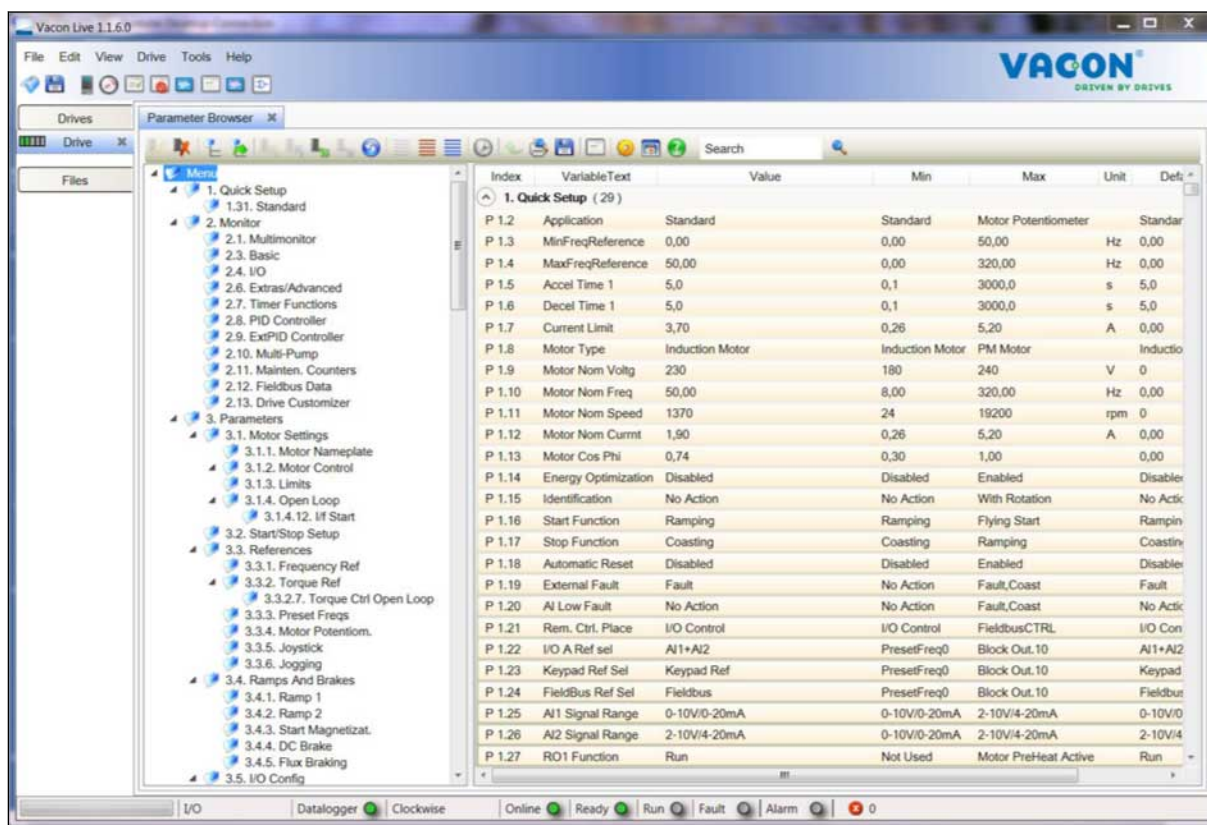 Vacon Live 1.1.6.0
File Edit View Drive Tools Help
VACON®
DRIVEN BY DRIVES
Drives
Drive
Files
Parameter Browser
Search
Menu
1. Quick Setup
1.31. Standard
2. Monitor
2.1. Multimonitor
2.3. Basic
2.4. I/O
2.6. Extras/Advanced
2.7. Timer Functions
2.8. PID Controller
2.9. ExtPID Controller
2.10. Multi-Pump
2.11. Mainten. Counters
2.12. Fieldbus Data
2.13. Drive Customizer
3. Parameters
3.1. Motor Settings
3.1.1. Motor Nameplate
3.1.2. Motor Control
3.1.3. Limits
3.1.4. Open Loop
3.1.4.12. I/f Start
3.2. Start/Stop Setup
3.3. References
3.3.1. Frequency Ref
3.3.2. Torque Ref
3.3.2.7. Torque Ctrl Open Loop
3.3.3. Preset Freqs
3.3.4. Motor Potentiom.
3.3.5. Joystick
3.3.6. Jogging
3.4. Ramps And Brakes
3.4.1. Ramp 1
3.4.2. Ramp 2
3.4.3. Start Magnetizat.
3.4.4. DC Brake
3.4.5. Flux Braking
3.5. I/O Config
Index VariableText Value Min Max Unit Defa
1. Quick Setup (29)
P 1.2 Application Standard Standard Motor Potentiometer Standar
P 1.3 MinFreqReference 0,00 0,00 50,00 Hz 0,00
P 1.4 MaxFreqReference 50,00 0,00 320,00 Hz 0,00
P 1.5 Accel Time 1 5,0 0,1 3000,0 s 5,0
P 1.6 Decel Time 1 5,0 0,1 3000,0 s 5,0
P 1.7 Current Limit 3,70 0,26 5,20 A 0,00
P 1.8 Motor Type Induction Motor Induction Motor PM Motor Inductio
P 1.9 Motor Nom Voltg 230 180 240 V 0
P 1.10 Motor Nom Freq 50,00 8,00 320,00 Hz 0,00
P 1.11 Motor Nom Speed 1370 24 19200 rpm 0
P 1.12 Motor Nom Currnt 1,90 0,26 5,20 A 0,00
P 1.13 Motor Cos Phi 0,74 0,30 1,00 0,00
P 1.14 Energy Optimization Disabled Disabled Enabled Disabled
P 1.15 Identification No Action No Action With Rotation No Actic
P 1.16 Start Function Ramping Ramping Flying Start Rampin
P 1.17 Stop Function Coasting Coasting Ramping Coastin
P 1.18 Automatic Reset Disabled Disabled Enabled Disabled
P 1.19 External Fault Fault No Action Fault,Coast Fault
P 1.20 AI Low Fault No Action No Action Fault,Coast No Actic
P 1.21 Rem. Ctrl. Place I/O Control I/O Control FieldbusCTRL I/O Con
P 1.22 I/O A Ref sel AI1+AI2 PresetFreq0 Block Out.10 AI1+AI2
P 1.23 Keypad Ref Sel Keypad Ref PresetFreq0 Block Out.10 Keypad
P 1.24 FieldBus Ref Sel Fieldbus PresetFreq0 Block Out.10 Fieldbus
P 1.25 AI1 Signal Range 0-10V/0-20mA 0-10V/0-20mA 2-10V/4-20mA 0-10V/0
P 1.26 AI2 Signal Range 2-10V/4-20mA 0-10V/0-20mA 2-10V/4-20mA 2-10V/4
P 1.27 RO1 Function Run Not Used Motor PreHeat Active Run
I/O Datalogger Clockwise Online Ready Run Fault Alarm 0